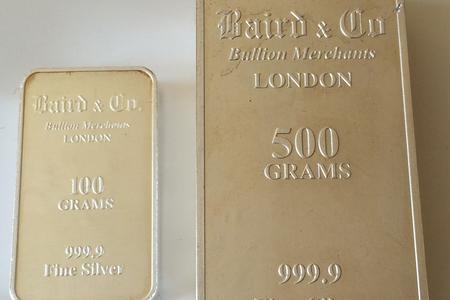 Baird & Co.
Bullion Merchants
LONDON
100
GRAMS
999.9
Fine Silver
Baird & Co
Bullion Merchants
LONDON
500
GRAMS
999.9